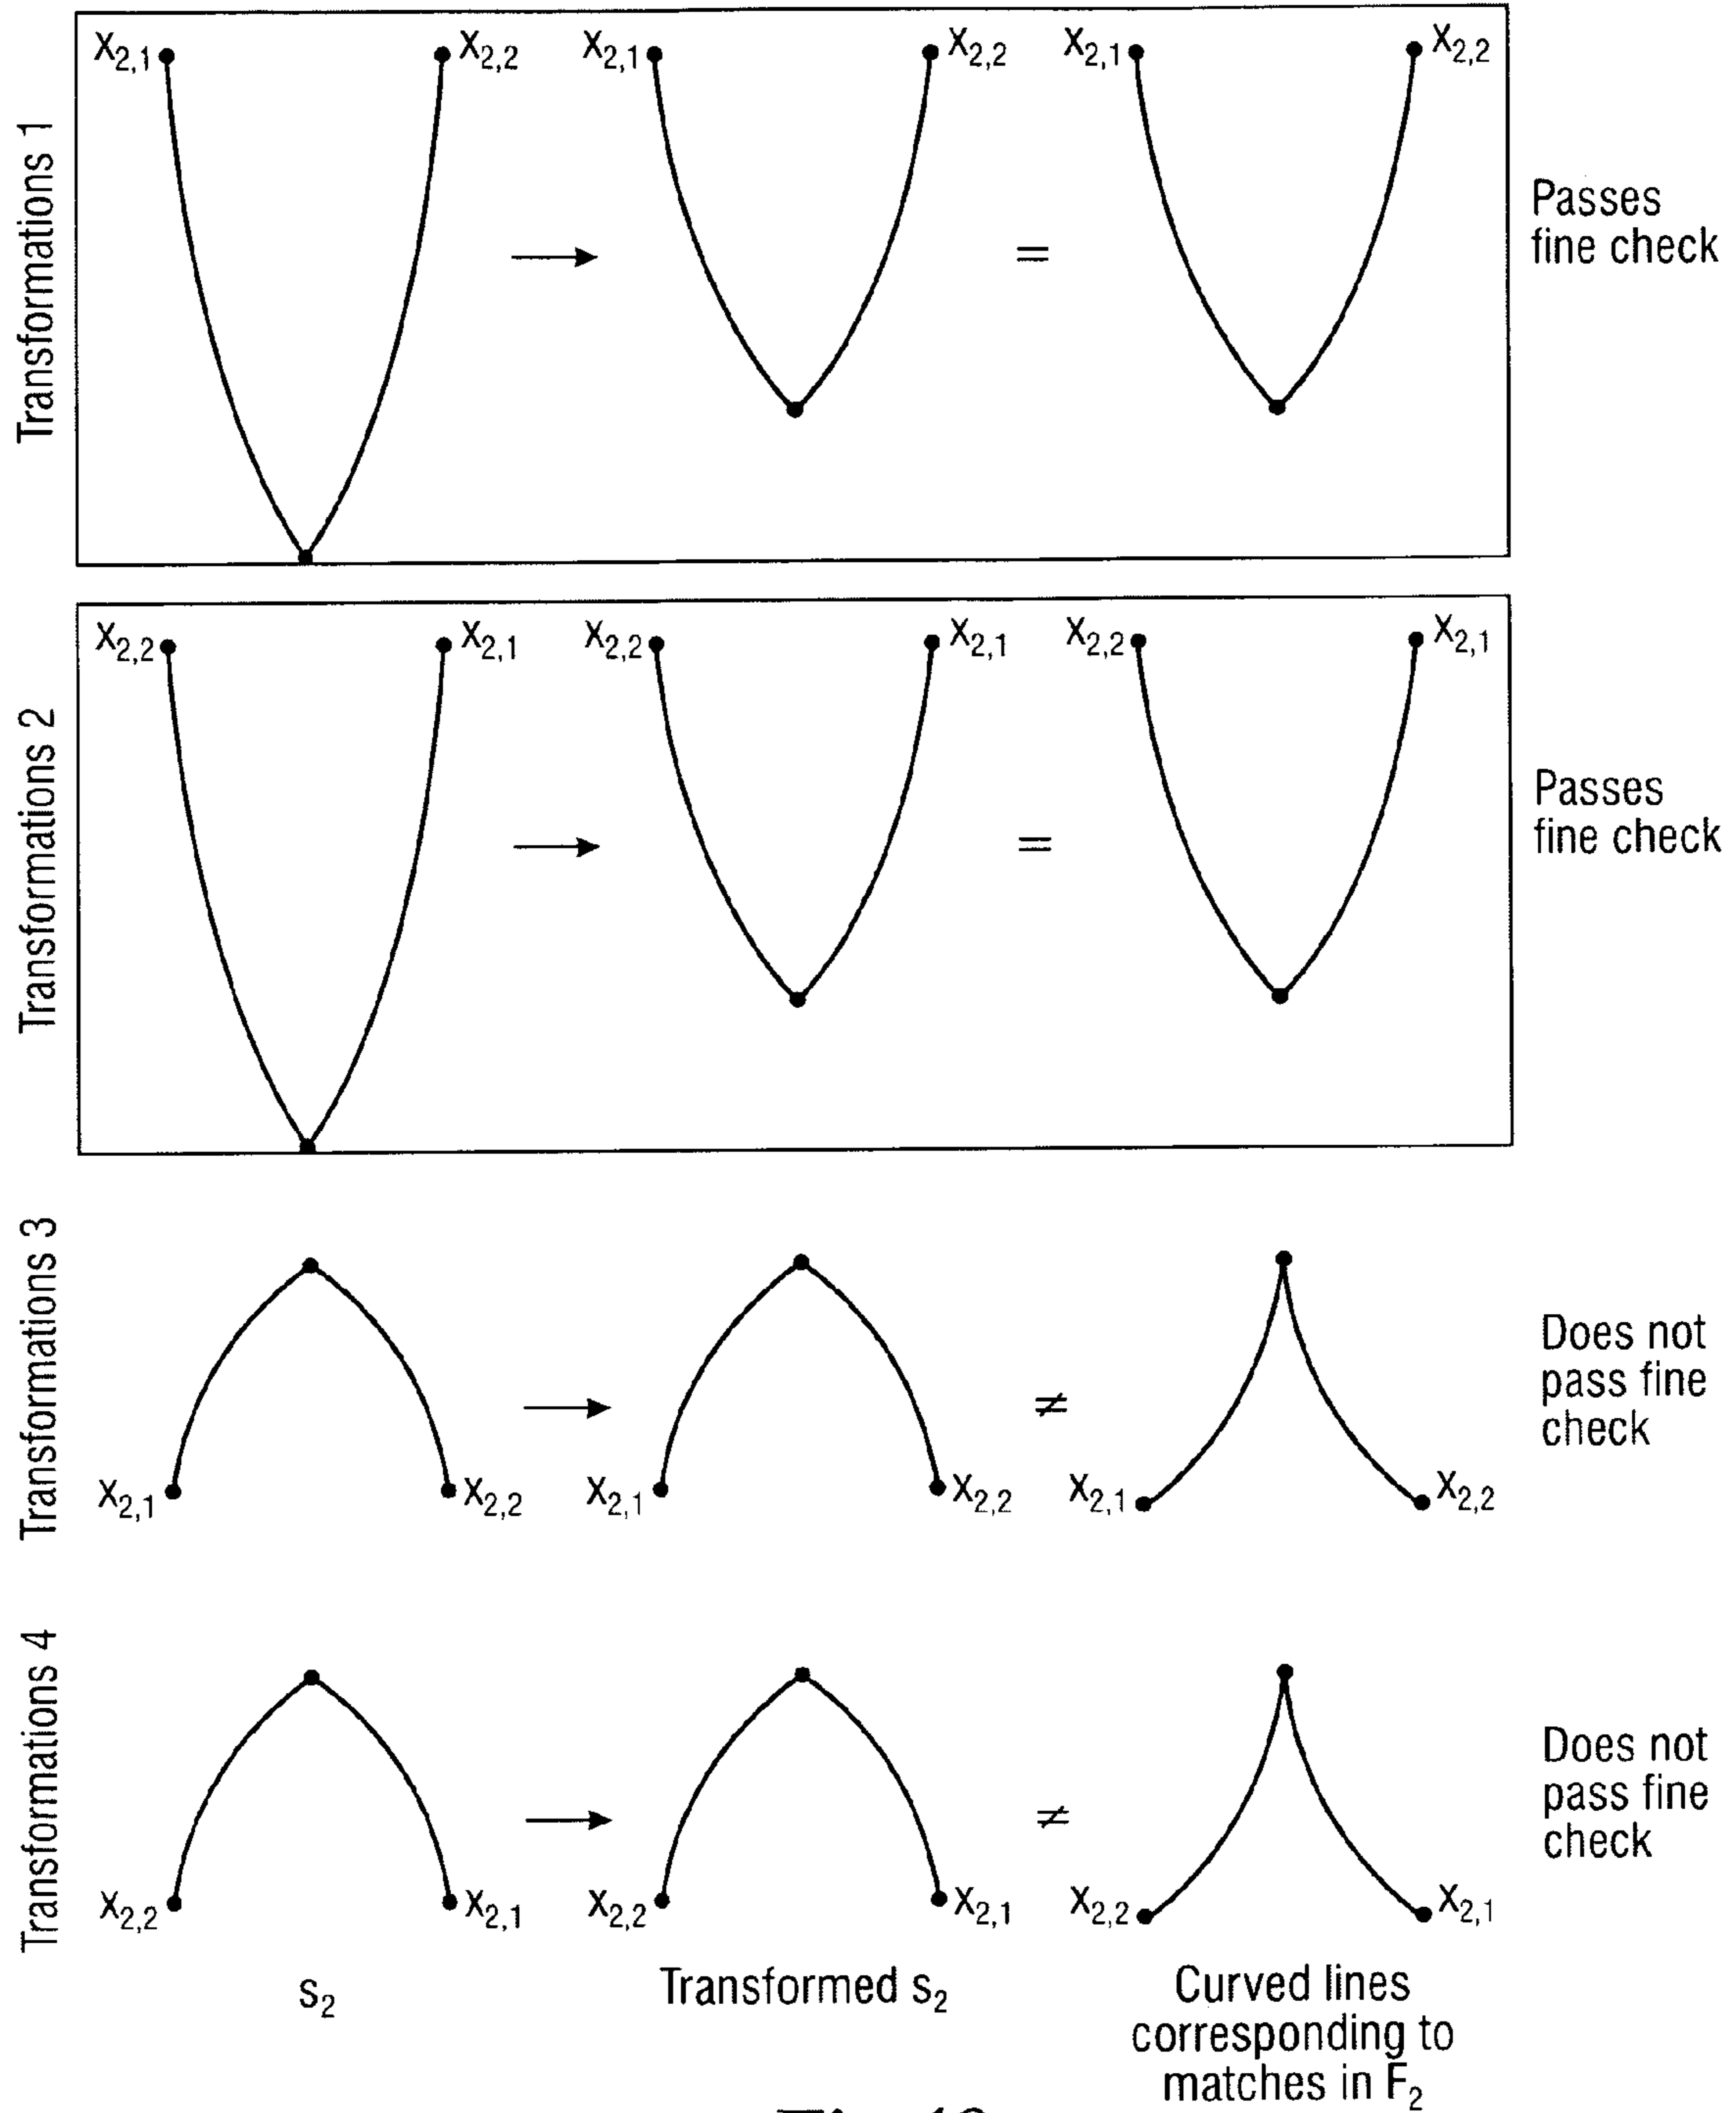 Transformations 1
X2,1
X2,2
X2,1
X2,2
X2,1
X2,2
→
=
Passes
fine check
Transformations 2
X2,2
X2,1
X2,2
X2,1
X2,2
X2,1
→
=
Passes
fine check
Transformations 3
X2,1
X2,2
X2,1
X2,2
X2,1
X2,2
→
≠
Does not
pass fine
check
Transformations 4
X2,2
X2,1
X2,2
X2,1
X2,2
X2,1
→
≠
Does not
pass fine
check
s2
Transformed s2
Curved lines
corresponding to
matches in F2